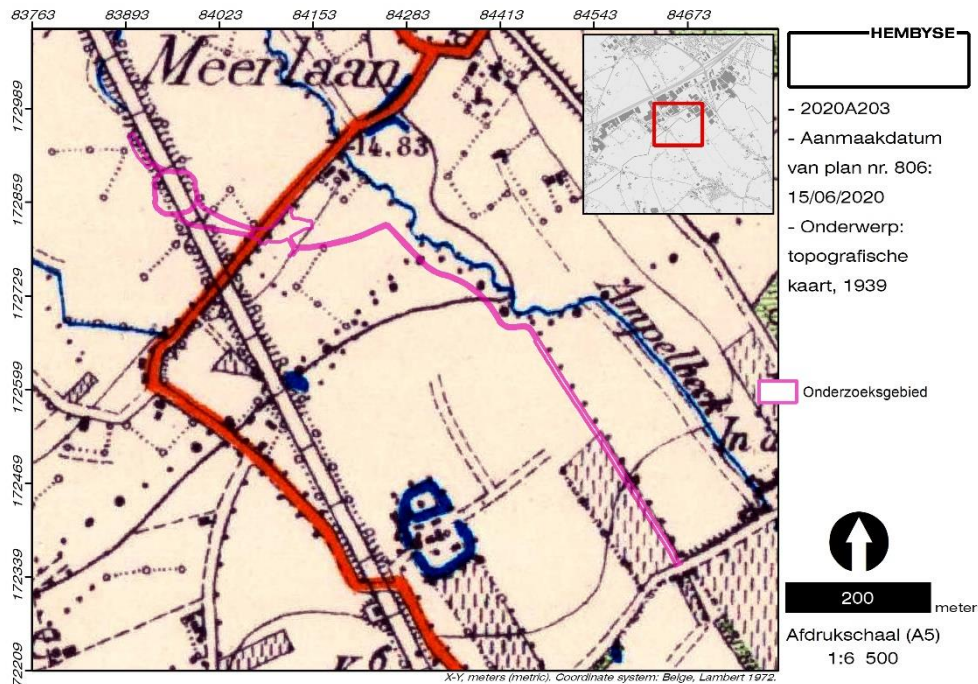 83763 83893 84023 84153 84283 84413 84543 84673
172989
172859
172729
172599
172469
172339
172209
Meerlaan
14.83
Ampelbeek
In d
X-Y, meters (metric). Coordinate system: Belge, Lambert 1972.
HEMBYSE
- 2020A203
- Aanmaakdatum
van plan nr. 806:
15/06/2020
- Onderwerp:
topografische
kaart, 1939
Onderzoeksgebied
200 meter
Afdrukschaal (A5)
1:6 500